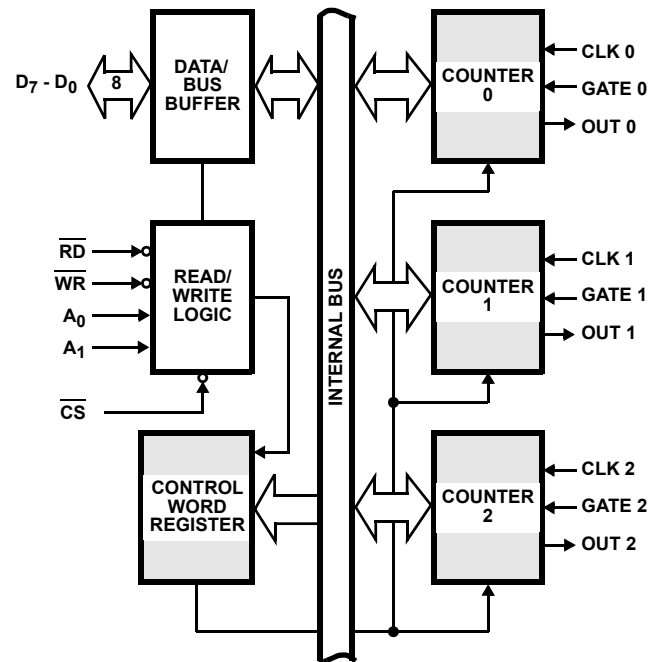 D7 - D0
8
DATA/
BUS
BUFFER
COUNTER
0
CLK 0
GATE 0
OUT 0
RD
WR
A0
A1
CS
READ/
WRITE
LOGIC
INTERNAL BUS
COUNTER
1
CLK 1
GATE 1
OUT 1
CONTROL
WORD
REGISTER
COUNTER
2
CLK 2
GATE 2
OUT 2